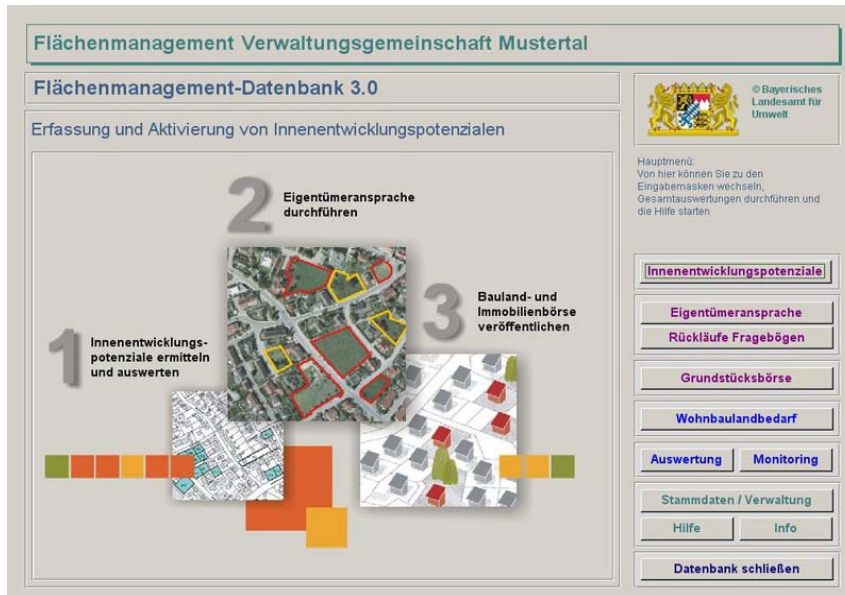 Flächenmanagement Verwaltungsgemeinschaft Mustertal
Flächenmanagement-Datenbank 3.0
Erfassung und Aktivierung von Innenentwicklungspotenzialen
© Bayerisches
Landesamt für
Umwelt
Hauptmenü:
Von hier können Sie zu den
Eingabemasken wechseln,
Gesamtauswertungen durchführen und
die Hilfe starten
1
Innenentwicklungs-
potenziale ermitteln
und auswerten
2
Eigentümeransprache
durchführen
3
Bauland- und
Immobilienbörse
veröffentlichen
Innenentwicklungspotenziale
Eigentümeransprache
Rückläufe Fragebögen
Grundstücksbörse
Wohnbaulandbedarf
Auswertung
Monitoring
Stammdaten / Verwaltung
Hilfe
Info
Datenbank schließen